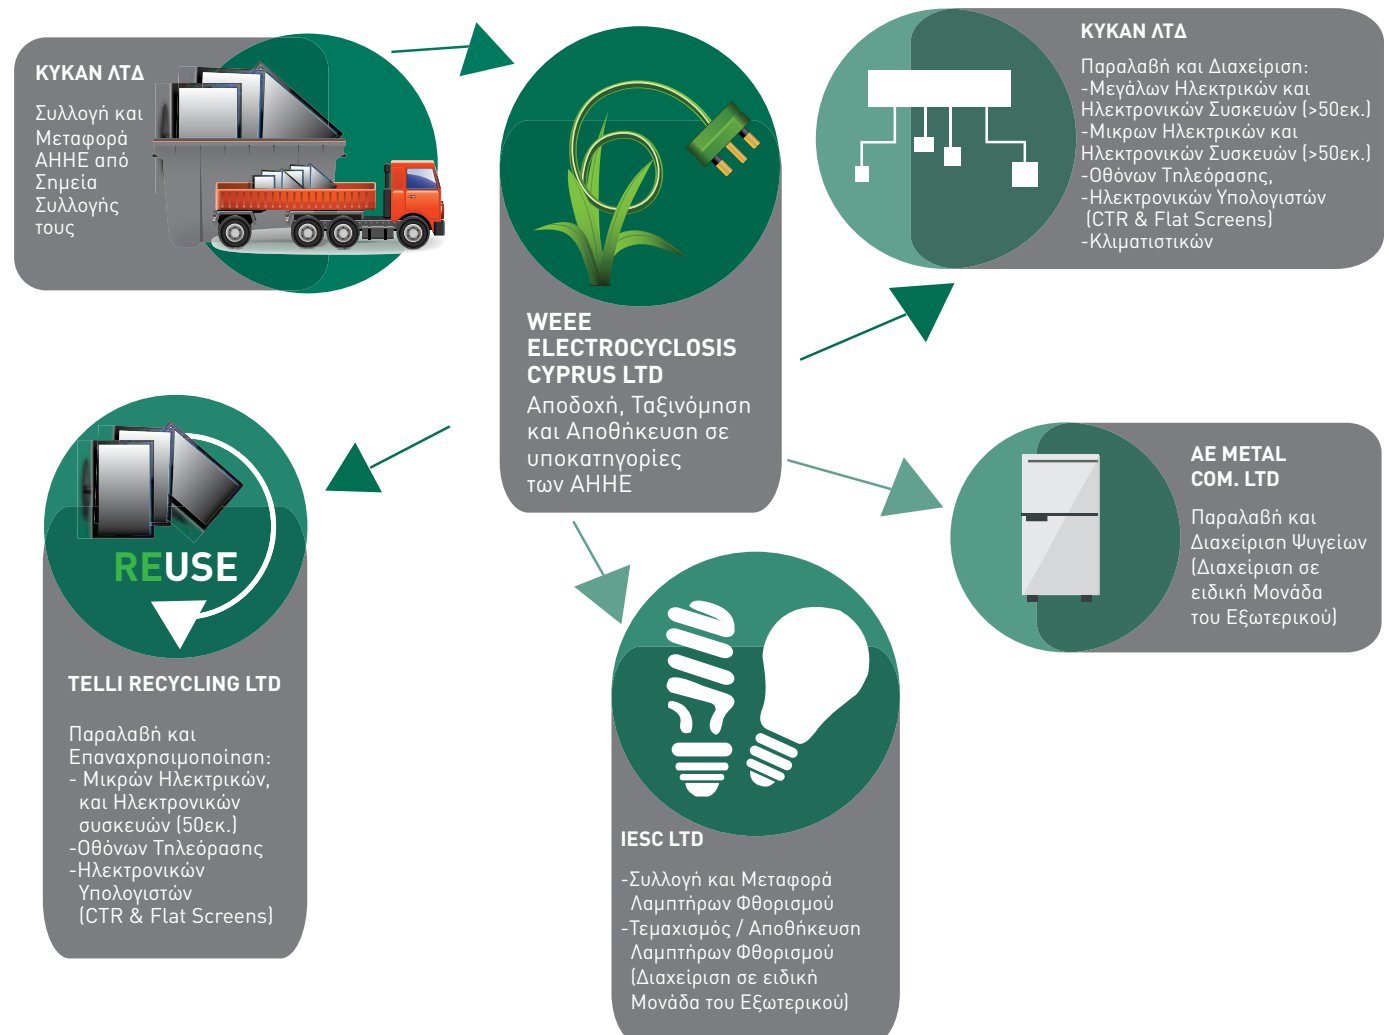 ΚΥΚΑΝ ΛΤΔ
Συλλογή και
Μεταφορά
ΑΗΗΕ από
Σημεία
Συλλογής
τους
WEEE
ELECTROCYCLOSIS
CYPRUS LTD
Αποδοχή, Ταξινόμηση
και Αποθήκευση σε
υποκατηγορίες
των ΑΗΗΕ
ΚΥΚΑΝ ΛΤΔ
Παραλαβή και Διαχείριση:
-Μεγάλων Ηλεκτρικών και
Ηλεκτρονικών Συσκευών (>50εκ.)
-Μικρων Ηλεκτρικών και
Ηλεκτρονικών Συσκευών (>50εκ.)
-Οθόνων Τηλεόρασης,
-Ηλεκτρονικών Υπολογιστών
(CTR & Flat Screens)
-Κλιματιστικών
AE METAL
COM. LTD
Παραλαβή και
Διαχείριση Ψυγείων
(Διαχείριση σε
ειδική Μονάδα
του Εξωτερικού)
REUSE
TELLI RECYCLING LTD
Παραλαβή και
Επαναχρησιμοποίηση:
- Μικρών Ηλεκτρικών,
και Ηλεκτρονικών
συσκευών (50εκ.)
-Οθόνων Τηλεόρασης
-Ηλεκτρονικών
Υπολογιστών
(CTR & Flat Screens)
IESC LTD
-Συλλογή και Μεταφορά
Λαμπτήρων Φθορισμού
-Τεμαχισμός / Αποθήκευση
Λαμπτήρων Φθορισμού
(Διαχείριση σε ειδική
Μονάδα του Εξωτερικού)